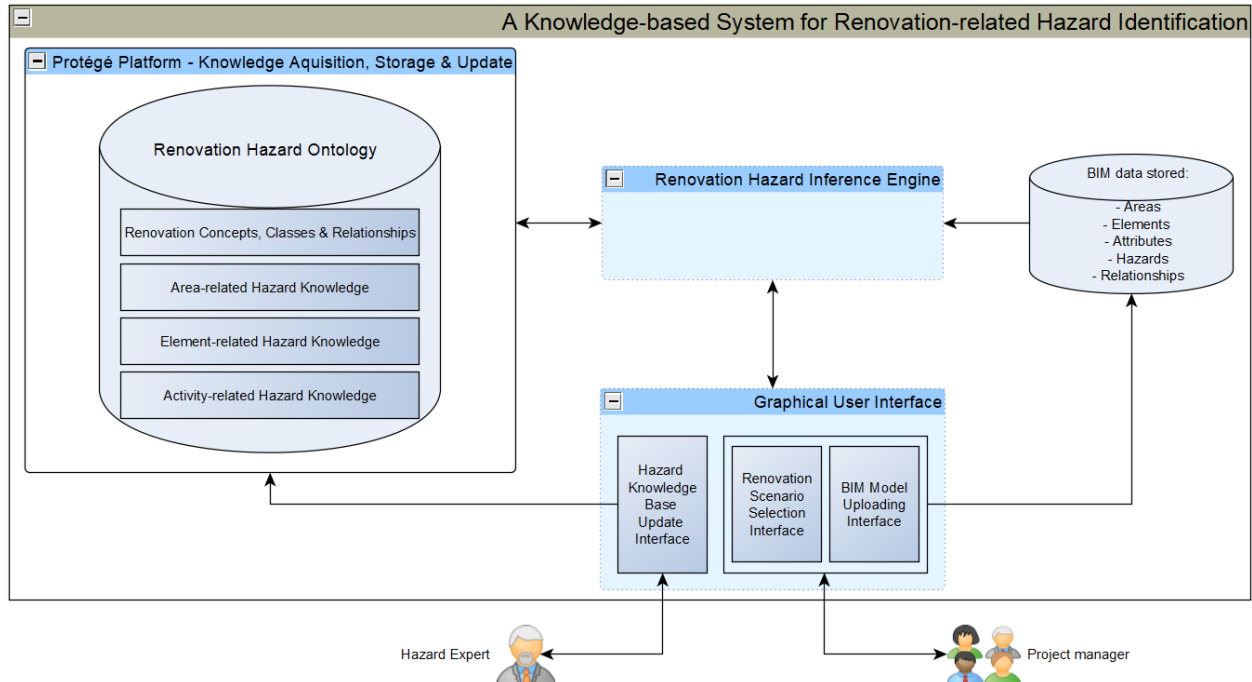 A Knowledge-based System for Renovation-related Hazard Identification
Protégé Platform - Knowledge Aquisition, Storage & Update
Renovation Hazard Ontology
Renovation Concepts, Classes & Relationships
Area-related Hazard Knowledge
Element-related Hazard Knowledge
Activity-related Hazard Knowledge
Renovation Hazard Inference Engine
BIM data stored:
- Areas
- Elements
- Attributes
- Hazards
- Relationships
Graphical User Interface
Hazard
Knowledge
Base
Update
Interface
Renovation
Scenario
Selection
Interface
BIM Model
Uploading
Interface
Hazard Expert
Project manager